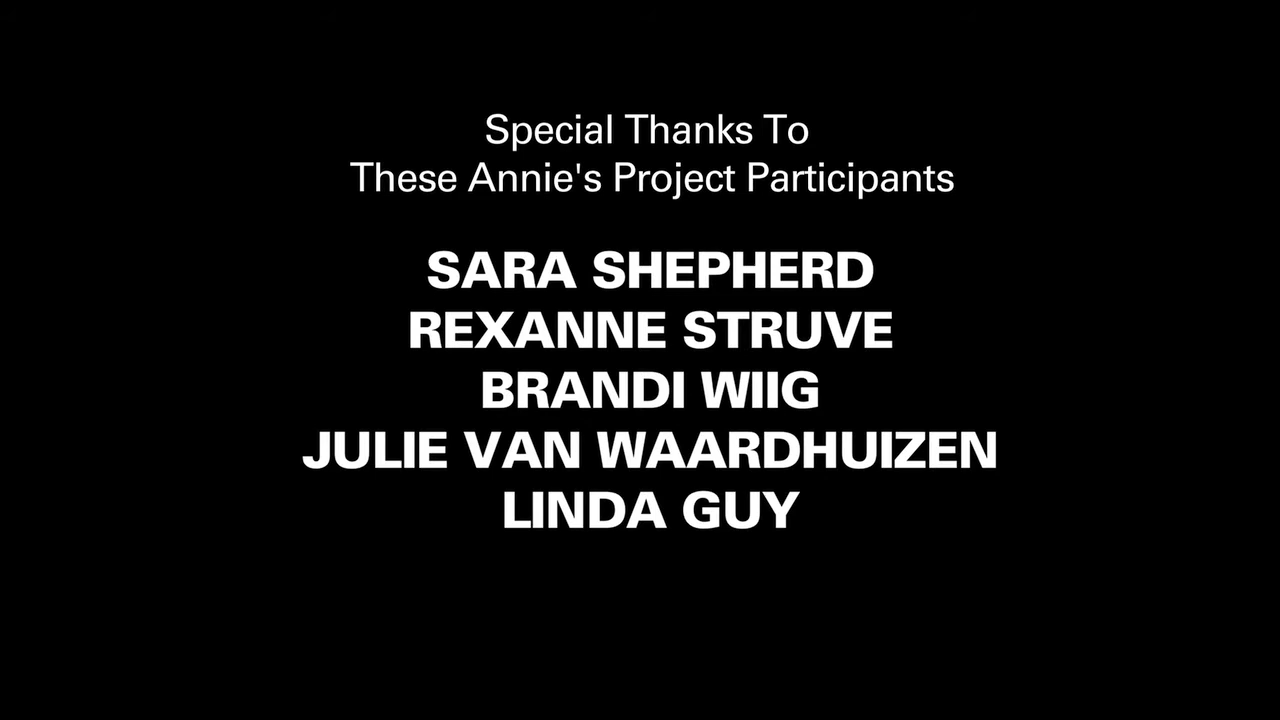 Special Thanks To
These Annie's Project Participants
SARA SHEPHERD
REXANNE STRUVE
BRANDI WIIG
JULIE VAN WAARDHUIZEN
LINDA GUY